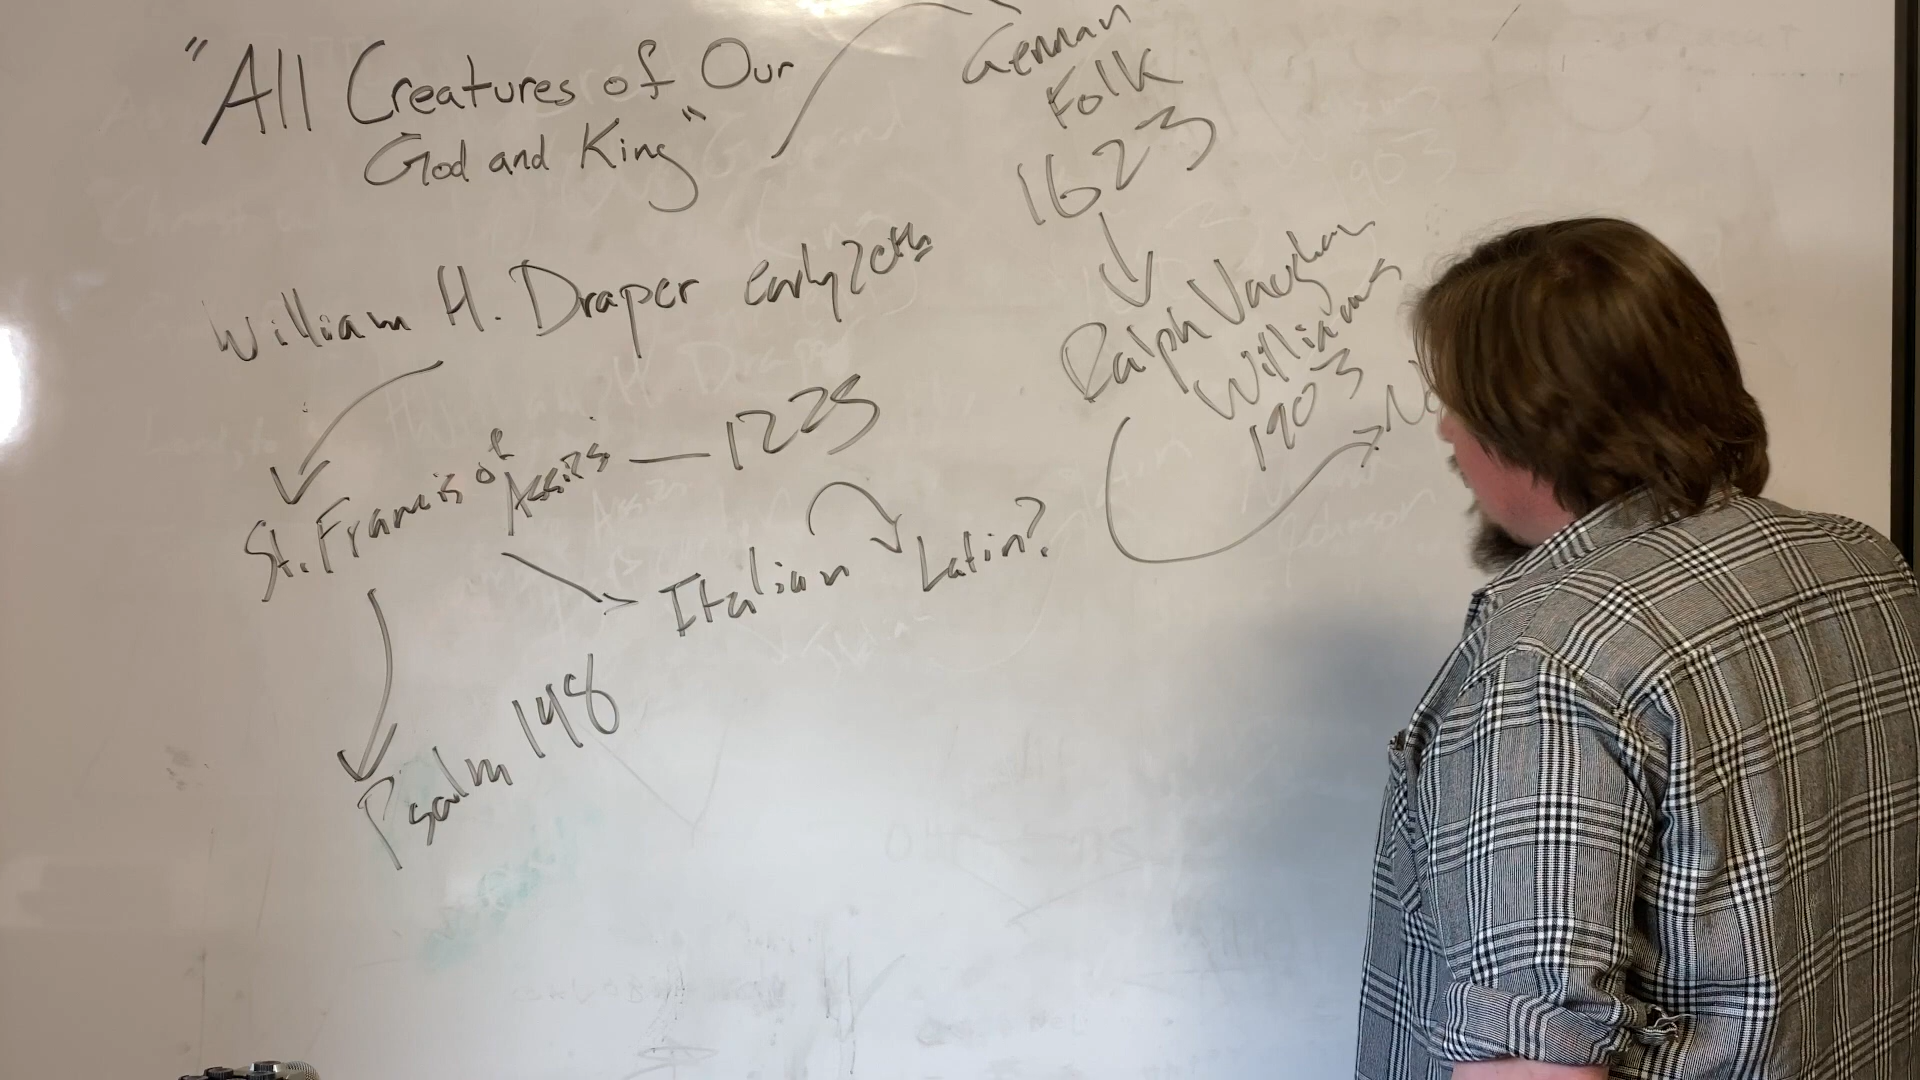 "All Creatures of Our
God and King"
German
Folk
1623
William H. Draper early 20th
Ralph Vaughan
Williams
1903
St. Francis of
Assisi — 1225
Italian Latin?
Psalm 148